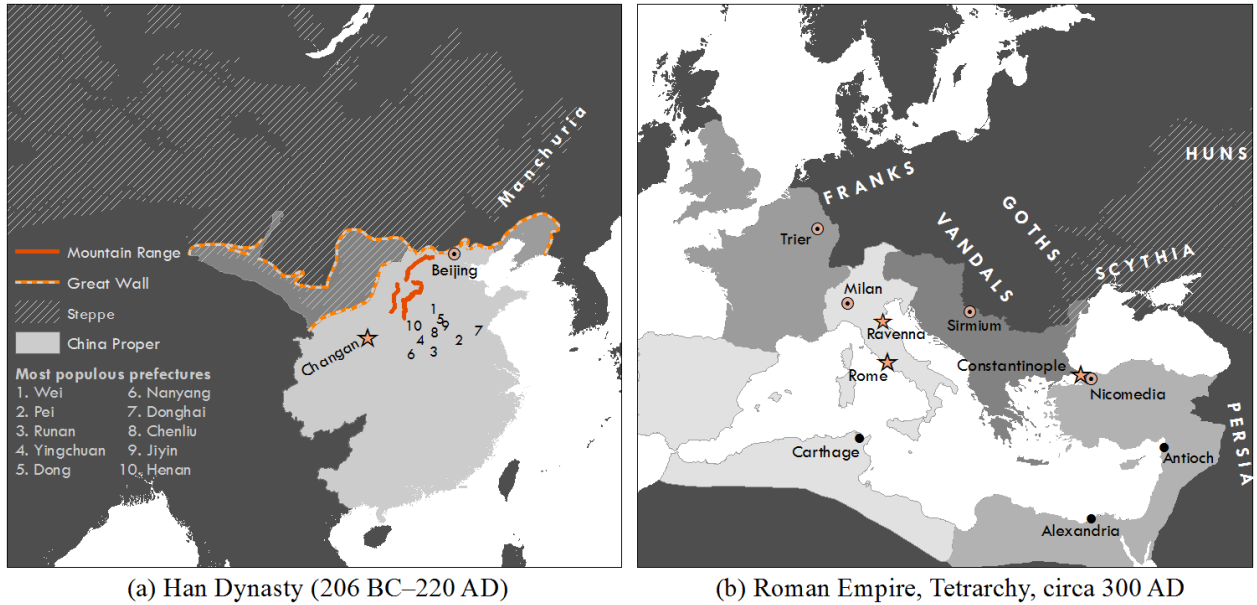 Manchuria
Mountain Range
Great Wall
Steppe
China Proper
Beijing
Changan
1
5
9
10
8
7
4
2
6
3
Most populous prefectures
1. Wei
2. Pei
3. Runan
4. Yingchuan
5. Dong
6. Nanyang
7. Donghai
8. Chenliu
9. Jiyin
10. Henan
(a) Han Dynasty (206 BC–220 AD)
HUNS
FRANKS
GOTHS
VANDALS
SCYTHIA
Trier
Milan
Ravenna
Sirmium
Rome
Constantinople
Nicomedia
PERSIA
Carthage
Antioch
Alexandria
(b) Roman Empire, Tetrarchy, circa 300 AD